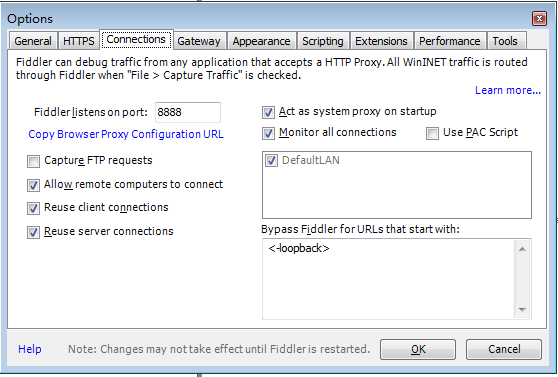 Options
General HTTPS Connections Gateway Appearance Scripting Extensions Performance Tools
Fiddler can debug traffic from any application that accepts a HTTP Proxy. All WinINET traffic is routed
through Fiddler when "File > Capture Traffic" is checked.
Learn more...
Fiddler listens on port: 8888
Copy Browser Proxy Configuration URL
Capture FTP requests
Allow remote computers to connect
Reuse client connections
Reuse server connections
Act as system proxy on startup
Monitor all connections Use PAC Script
DefaultLAN
Bypass Fiddler for URLs that start with:
<-loopback>
Help Note: Changes may not take effect until Fiddler is restarted. OK Cancel